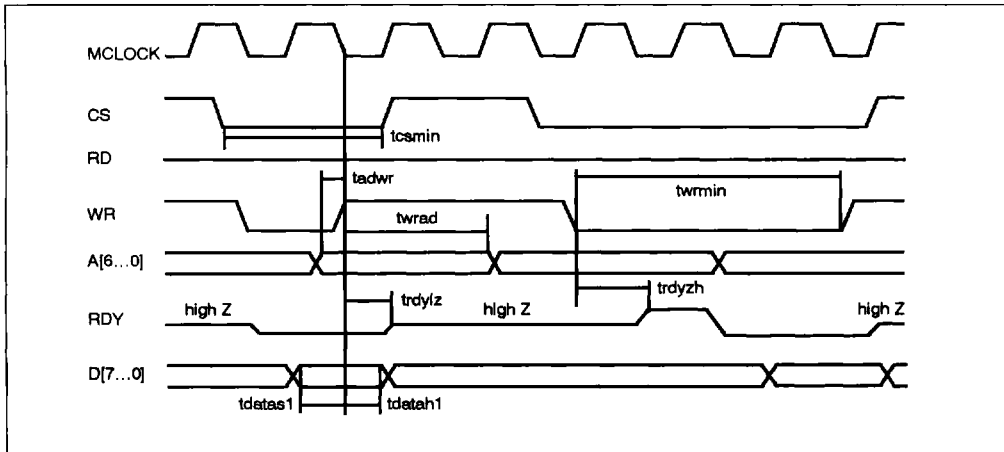 MCLOCK
CS
tcsmin
RD
tadwr
twrmin
WR
twrad
A[6...0]
trdyzh
high Z
trdylz
high Z
high Z
RDY
D[7...0]
tdatas1
tdatah1